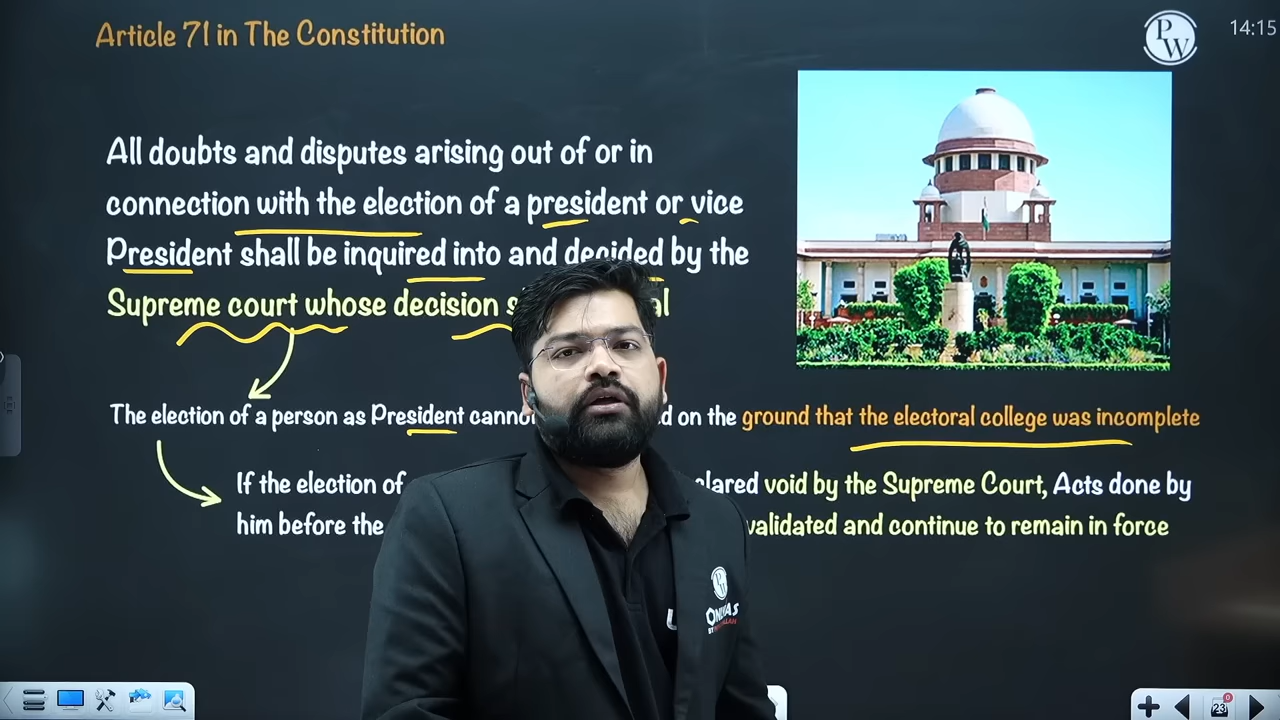 Article 71 in The Constitution
PW
14:15
All doubts and disputes arising out of or in
connection with the election of a president or vice
President shall be inquired into and decided by the
Supreme court whose decision
The election of a person as President on the ground that the electoral college was incomplete
If the election of void by the Supreme Court, Acts done by
him before the and continue to remain in force
PW
23